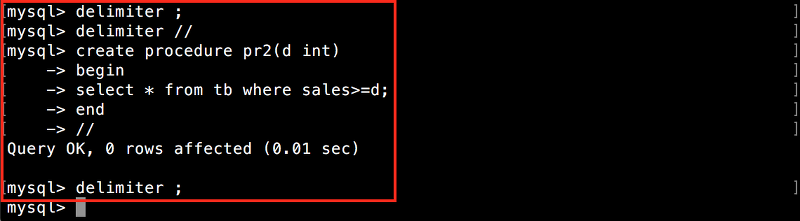 mysql> delimiter ;
mysql> delimiter //
mysql> create procedure pr2(d int)
    -> begin
    -> select * from tb where sales>=d;
    -> end
    -> //
Query OK, 0 rows affected (0.01 sec)

mysql> delimiter ;
mysql>